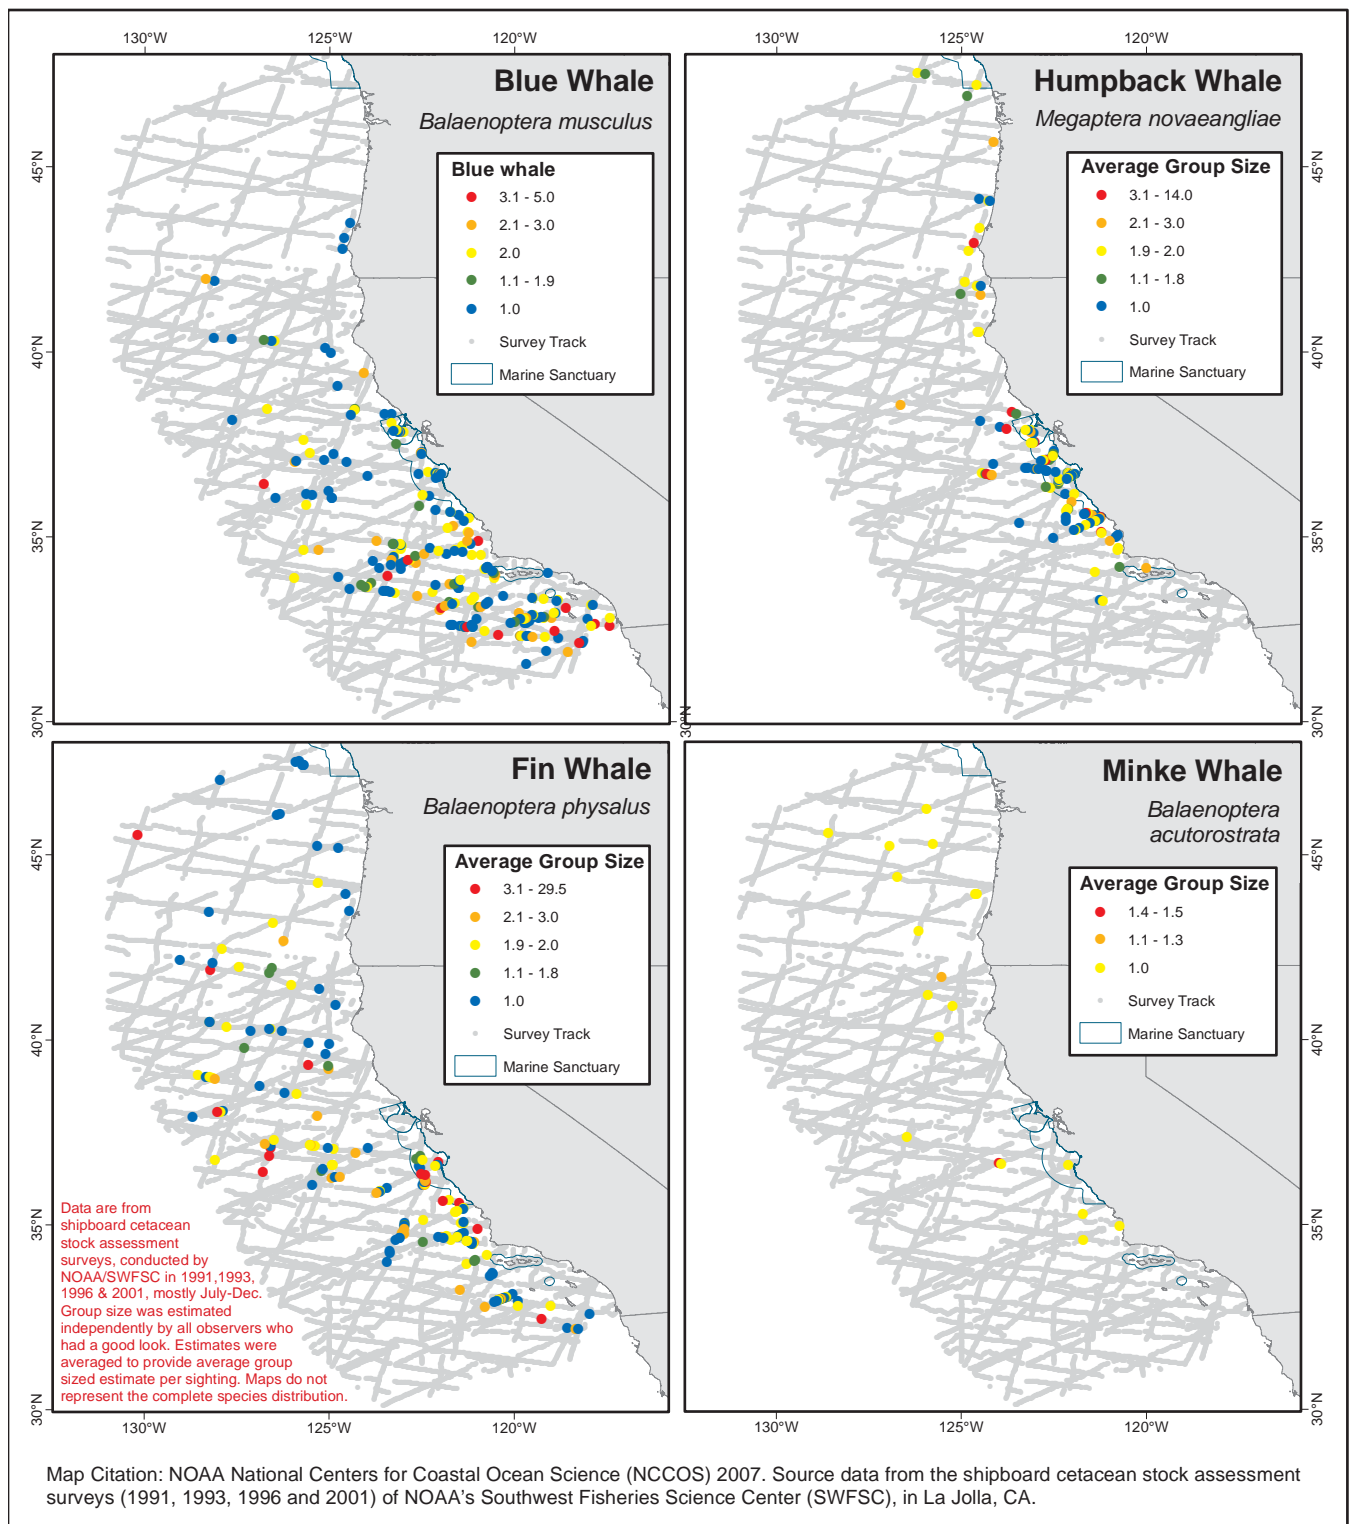 130°W 125°W 120°W
130°W 125°W 120°W
Blue Whale
Balaenoptera musculus
Blue whale
3.1 - 5.0
2.1 - 3.0
2.0
1.1 - 1.9
1.0
Survey Track
Marine Sanctuary
45°N
40°N
35°N
30°N
Humpback Whale
Megaptera novaeangliae
Average Group Size
3.1 - 14.0
2.1 - 3.0
1.9 - 2.0
1.1 - 1.8
1.0
Survey Track
Marine Sanctuary
45°N
40°N
35°N
30°N
30°N
Fin Whale
Balaenoptera physalus
Average Group Size
3.1 - 29.5
2.1 - 3.0
1.9 - 2.0
1.1 - 1.8
1.0
Survey Track
Marine Sanctuary
45°N
40°N
35°N
30°N
Data are from
shipboard cetacean
stock assessment
surveys, conducted by
NOAA/SWFSC in 1991,1993,
1996 & 2001, mostly July-Dec.
Group size was estimated
independently by all observers who
had a good look. Estimates were
averaged to provide average group
sized estimate per sighting. Maps do not
represent the complete species distribution.
Minke Whale
Balaenoptera
acutorostrata
Average Group Size
1.4 - 1.5
1.1 - 1.3
1.0
Survey Track
Marine Sanctuary
45°N
40°N
35°N
30°N
130°W 125°W 120°W
130°W 125°W 120°W
Map Citation: NOAA National Centers for Coastal Ocean Science (NCCOS) 2007. Source data from the shipboard cetacean stock assessment
surveys (1991, 1993, 1996 and 2001) of NOAA's Southwest Fisheries Science Center (SWFSC), in La Jolla, CA.